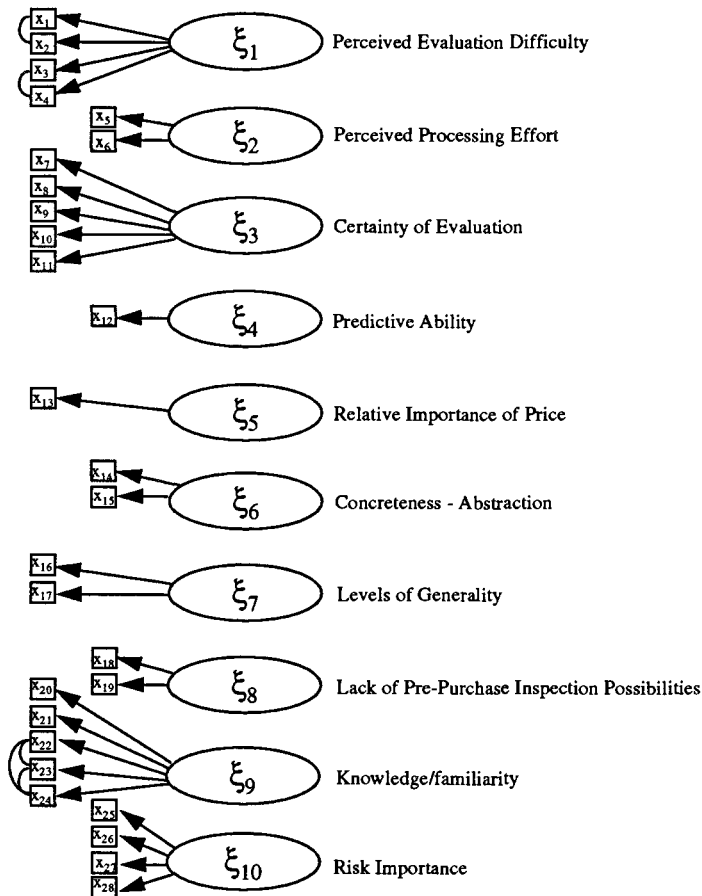 x1
x2
ξ1 Perceived Evaluation Difficulty
x3
x4
x5
x6
ξ2 Perceived Processing Effort
x7
x8
x9
ξ3 Certainty of Evaluation
x10
x11
x12
ξ4 Predictive Ability
x13
ξ5 Relative Importance of Price
x14
x15
ξ6 Concreteness - Abstraction
x16
x17
ξ7 Levels of Generality
x18
x19
ξ8 Lack of Pre-Purchase Inspection Possibilities
x20
x21
x22
x23
x24
ξ9 Knowledge/familiarity
x25
x26
x27
x28
ξ10 Risk Importance